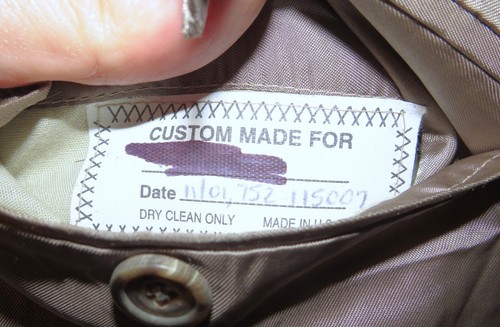 CUSTOM MADE FOR
Date 11/01,752 115007
DRY CLEAN ONLY MADE IN U.S.